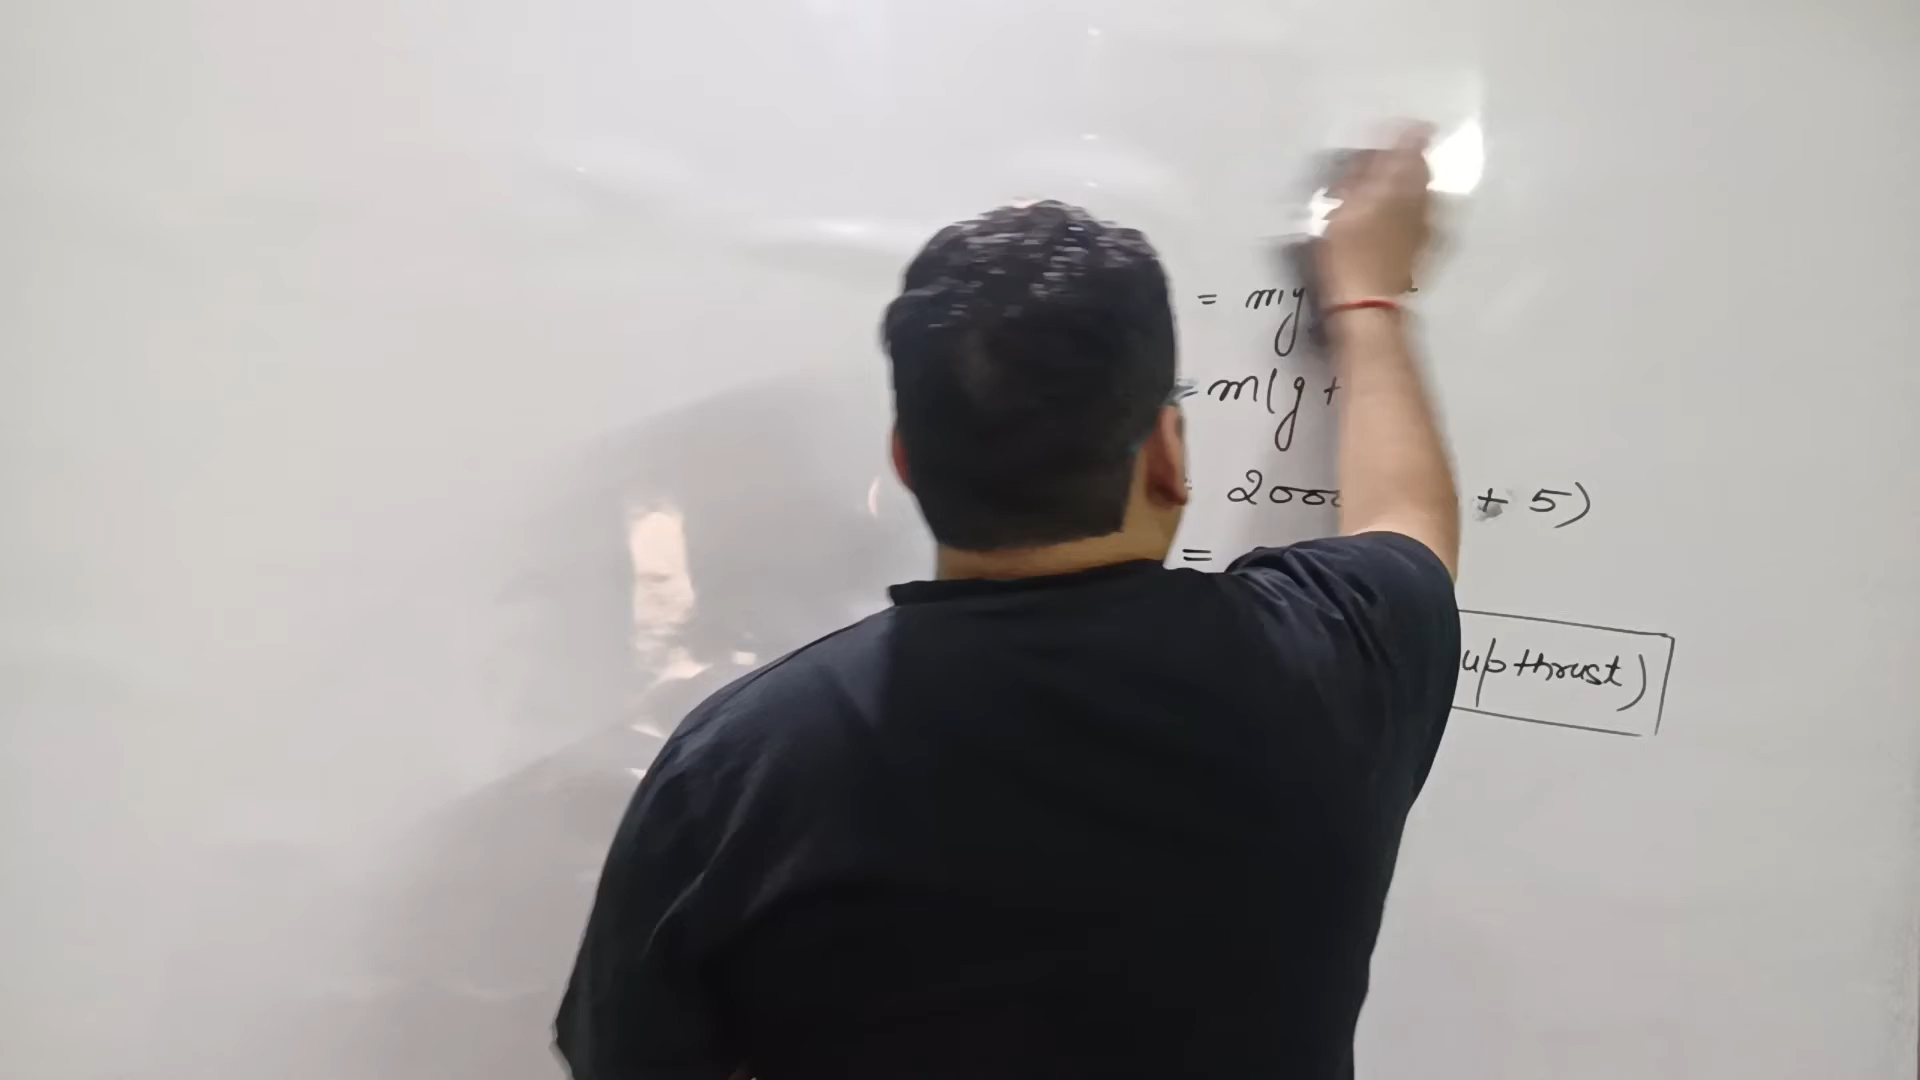 = mg
= m(g +
= 2000 + 5)
=
upthrust)